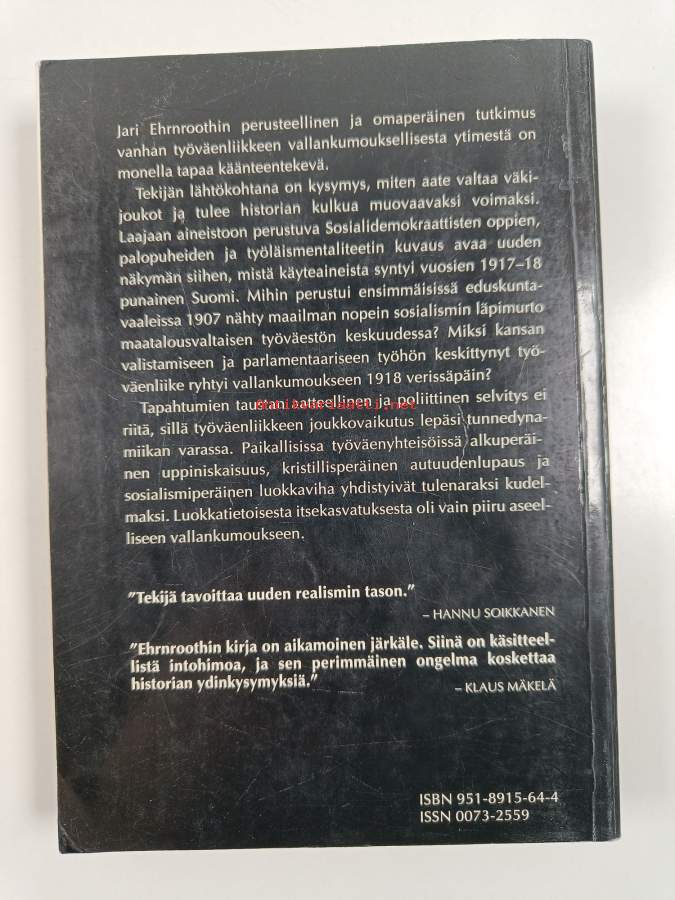 Jari Ehrnroothin perusteellinen ja omaperäinen tutkimus
vanhan työväenliikkeen vallankumouksellisesta ytimestä on
monella tapaa käänteentekevä.
Tekijän lähtökohtana on kysymys, miten aate valtaa väki-
joukot ja tulee historian kulkua muovaavaksi voimaksi.
Laajaan aineistoon perustuva Sosialidemokraattisten oppien,
palopuheiden ja työläismentaliteetin kuvaus avaa uuden
näkymän siihen, mistä käyteaineista syntyi vuosien 1917–18
punainen Suomi. Mihin perustui ensimmäisissä eduskunta-
vaaleissa 1907 nähty maailman nopein sosialismin läpimurto
maatalousvaltaisen työväestön keskuudessa? Miksi kansan
valistamiseen ja parlamentaariseen työhön keskittynyt työ-
väenliike ryhtyi vallankumoukseen 1918 verissäpäin?
Tapahtumien taustan aatteellinen ja poliittinen selvitys ei
riitä, sillä työväenliikkeen joukkovaikutus lepäsi tunnedyna-
miikan varassa. Paikallisissa työväenyhteisöissä alkuperäi-
nen uppiniskaisuus, kristillisperäinen autuudenlupaus ja
sosialismiperäinen luokkaviha yhdistyivät tulenaraksi kudel-
maksi. Luokkatietoisesta itsekasvatuksesta oli vain piiru aseel-
liseen vallankumoukseen.
"Tekijä tavoittaa uuden realismin tason."
– HANNU SOIKKANEN
"Ehrnroothin kirja on aikamoinen järkäle. Siinä on käsitteel-
listä intohimoa, ja sen perimmäinen ongelma koskettaa
historian ydinkysymyksiä."
– KLAUS MÄKELÄ
ISBN 951-8915-64-4
ISSN 0073-2559